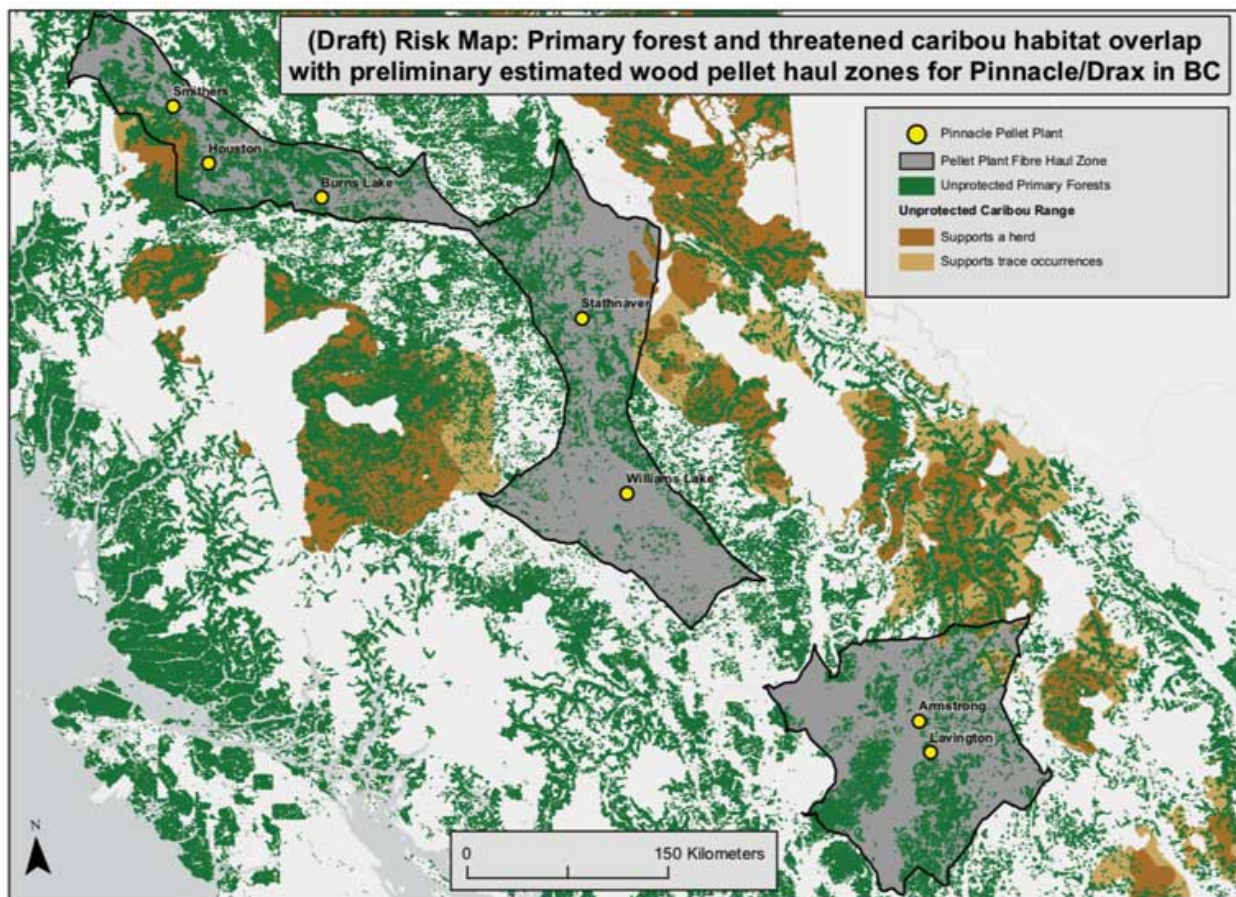 (Draft) Risk Map: Primary forest and threatened caribou habitat overlap
with preliminary estimated wood pellet haul zones for Pinnacle/Drax in BC
Pinnacle Pellet Plant
Pellet Plant Fibre Haul Zone
Unprotected Primary Forests
Unprotected Caribou Range
Supports a herd
Supports trace occurrences
Smithers
Houston
Burns Lake
Stathnaver
Williams Lake
Armstrong
Lavington
N
0 150 Kilometers